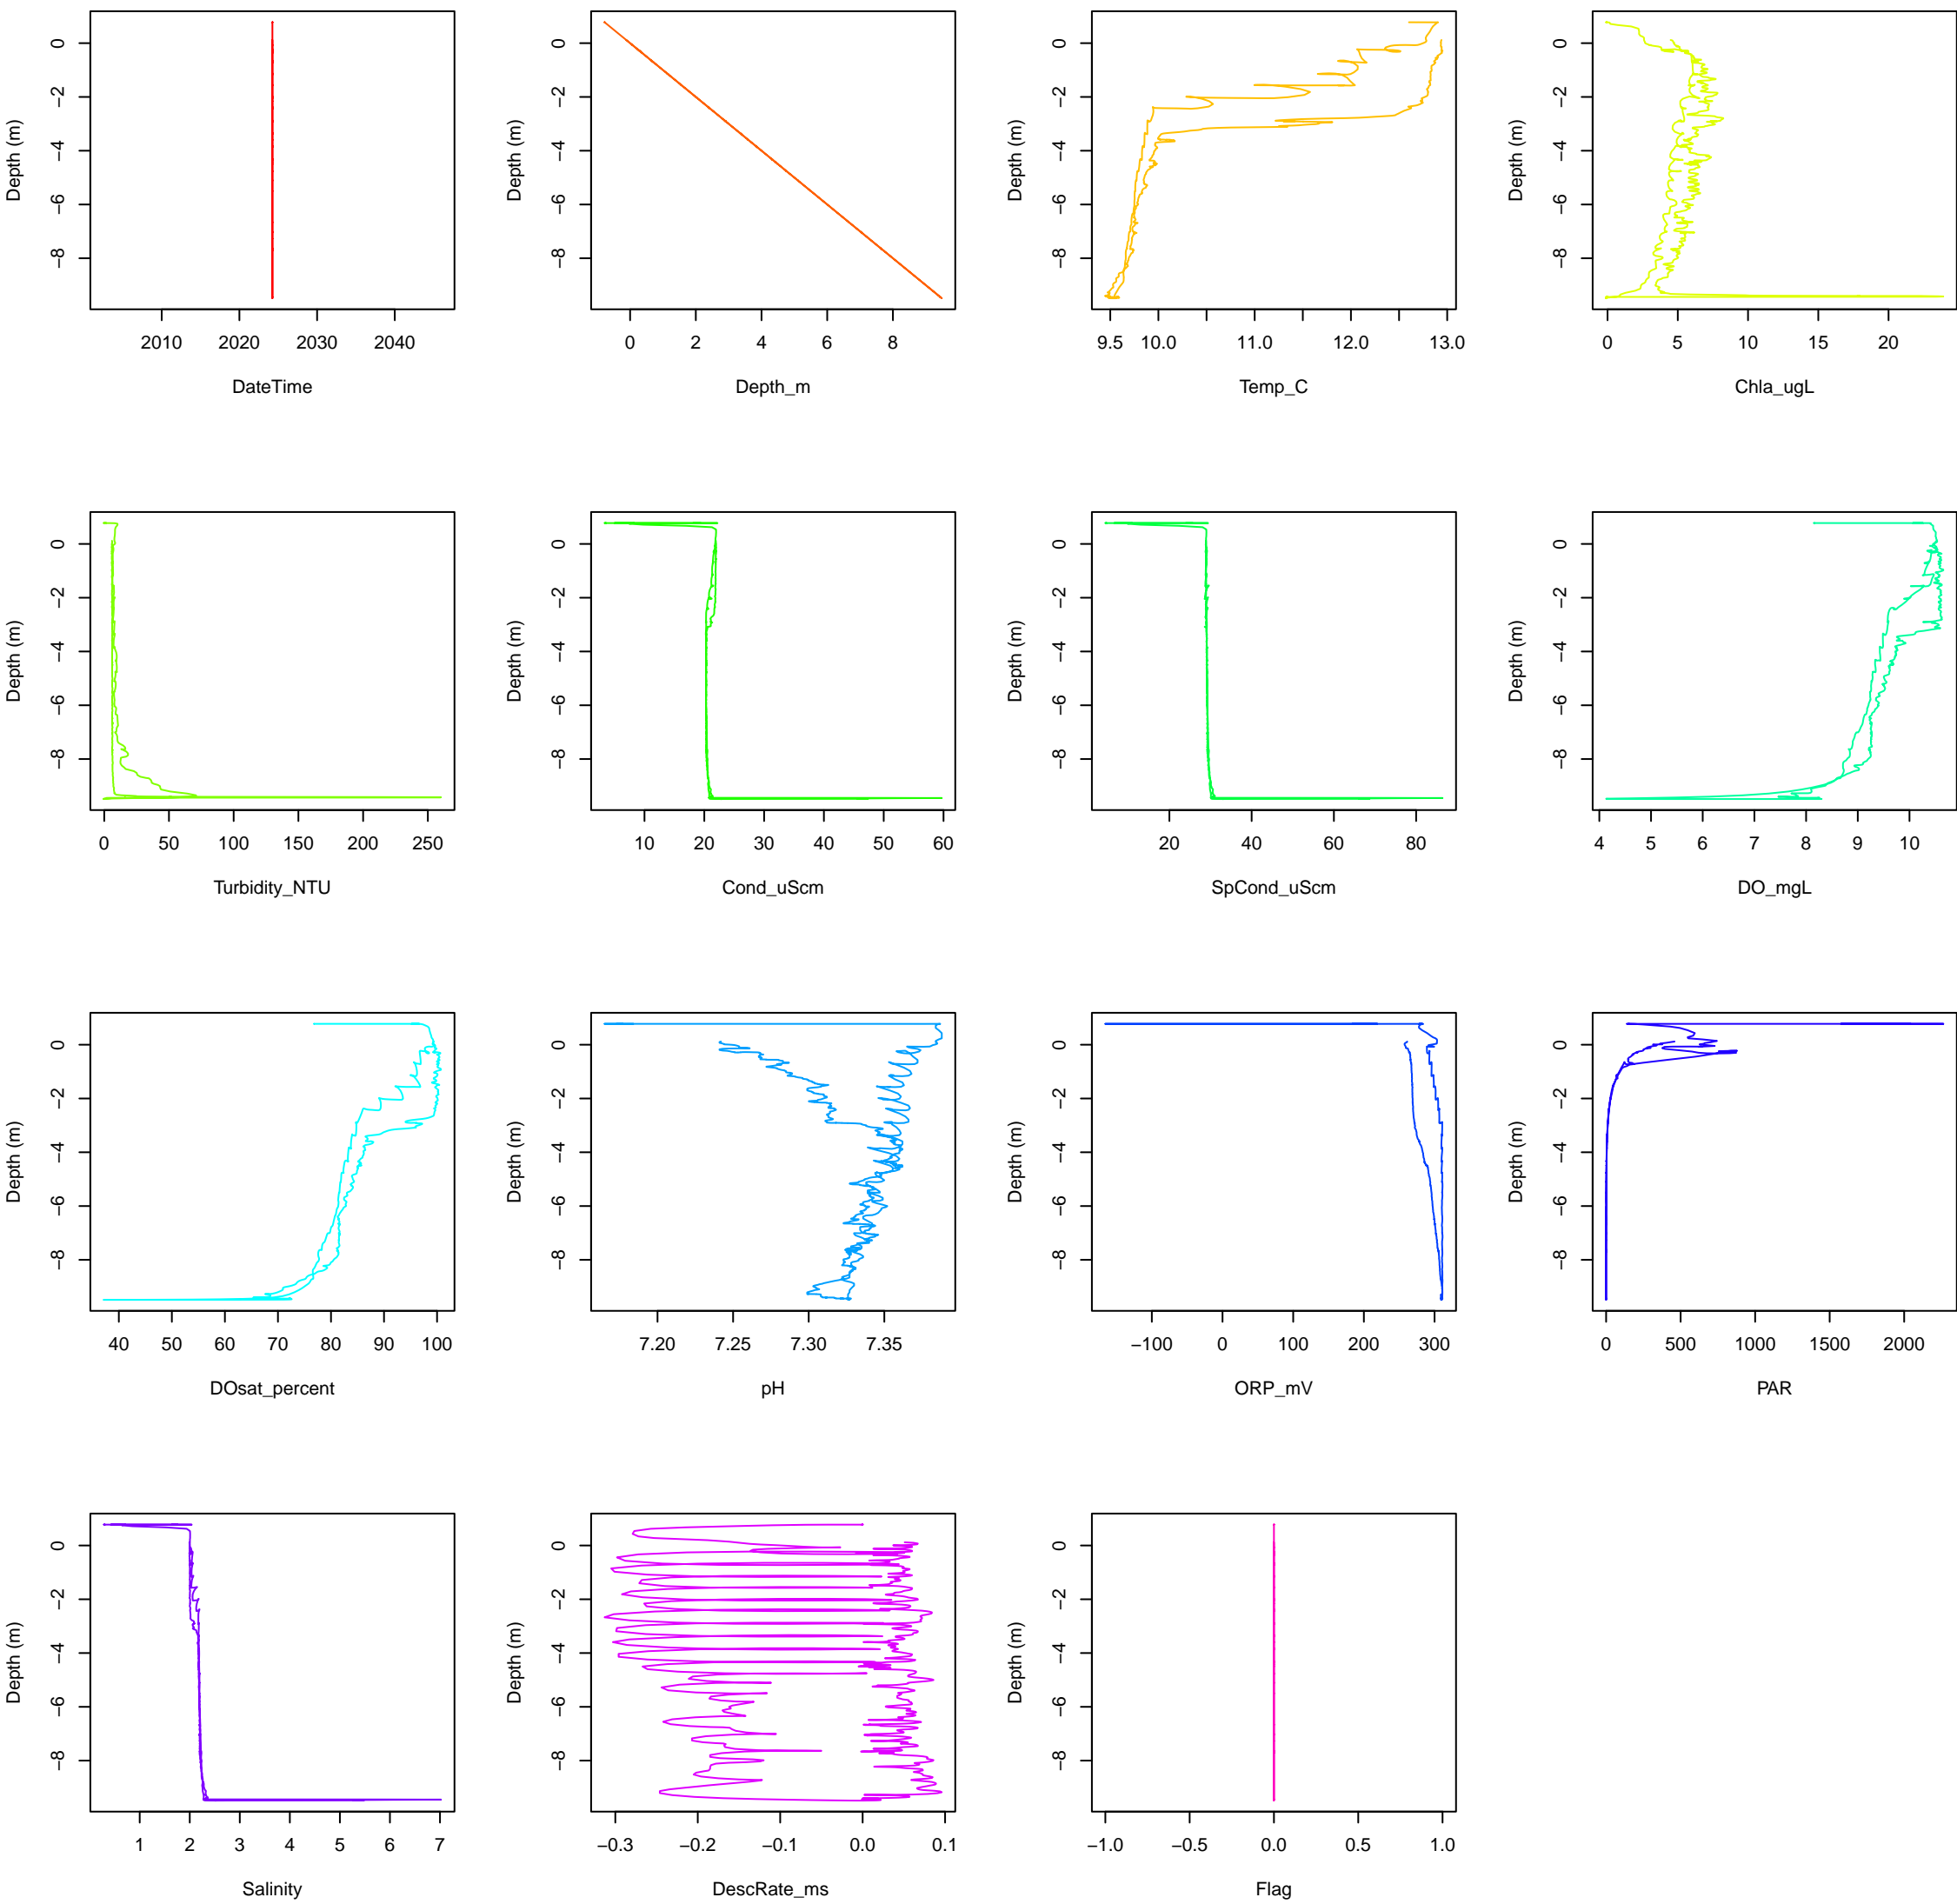 Depth (m)
0
−2
−4
−6
−8
2010 2020 2030 2040
DateTime
Depth (m)
0
−2
−4
−6
−8
0 2 4 6 8
Depth_m
Depth (m)
0
−2
−4
−6
−8
9.5 10.0 11.0 12.0 13.0
Temp_C
Depth (m)
0
−2
−4
−6
−8
0 5 10 15 20
Chla_ugL
Depth (m)
0
−2
−4
−6
−8
0 50 100 150 200 250
Turbidity_NTU
Depth (m)
0
−2
−4
−6
−8
10 20 30 40 50 60
Cond_uScm
Depth (m)
0
−2
−4
−6
−8
20 40 60 80
SpCond_uScm
Depth (m)
0
−2
−4
−6
−8
4 5 6 7 8 9 10
DO_mgL
Depth (m)
0
−2
−4
−6
−8
40 50 60 70 80 90 100
DOsat_percent
Depth (m)
0
−2
−4
−6
−8
7.20 7.25 7.30 7.35
pH
Depth (m)
0
−2
−4
−6
−8
−100 0 100 200 300
ORP_mV
Depth (m)
0
−2
−4
−6
−8
0 500 1000 1500 2000
PAR
Depth (m)
0
−2
−4
−6
−8
1 2 3 4 5 6 7
Salinity
Depth (m)
0
−2
−4
−6
−8
−0.3 −0.2 −0.1 0.0 0.1
DescRate_ms
Depth (m)
0
−2
−4
−6
−8
−1.0 −0.5 0.0 0.5 1.0
Flag